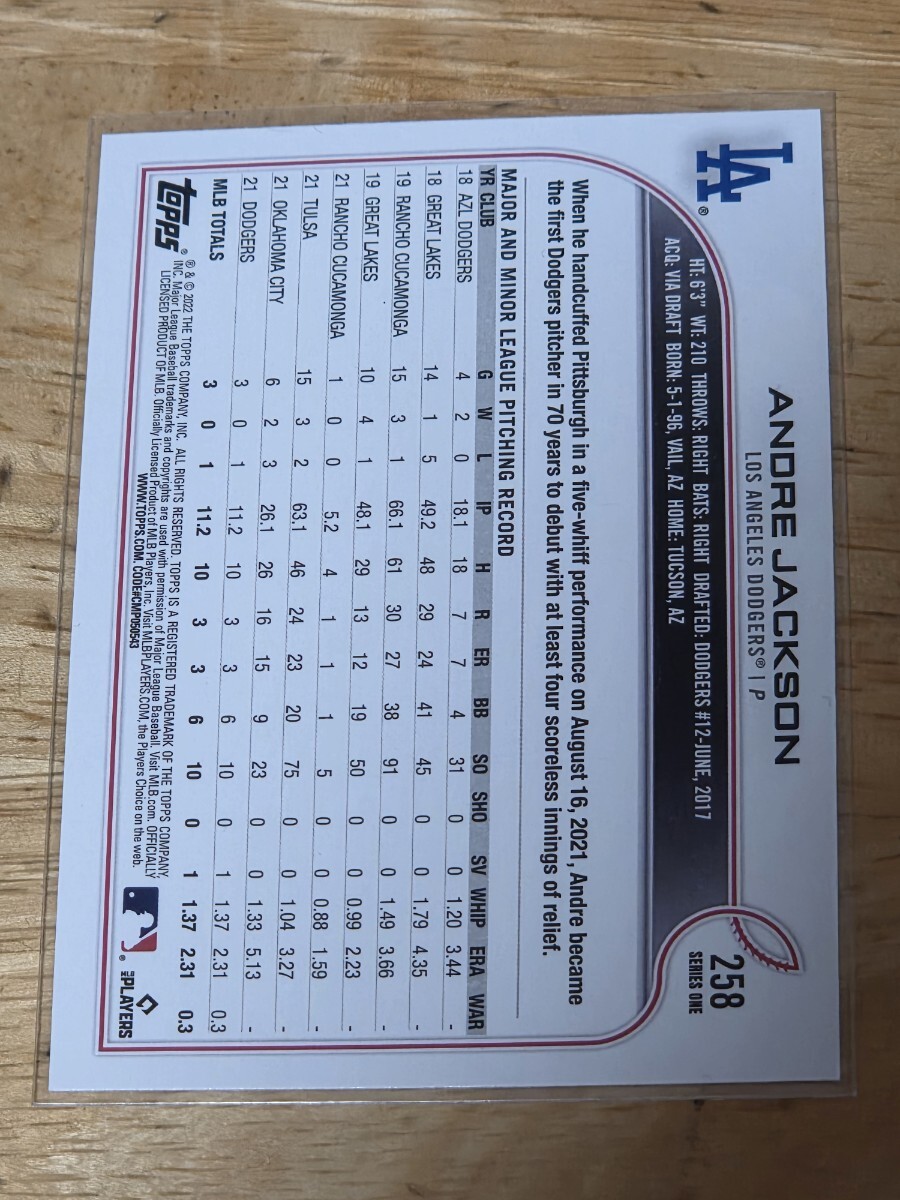 LA®
ANDRE JACKSON
LOS ANGELES DODGERS® | P
258
SERIES ONE
HT: 6'3" WT: 210 THROWS: RIGHT BATS: RIGHT DRAFTED: DODGERS #12-JUNE, 2017
ACQ: VIA DRAFT BORN: 5-1-96, VAIL, AZ HOME: TUCSON, AZ
When he handcuffed Pittsburgh in a five-whiff performance on August 16, 2021, Andre became
the first Dodgers pitcher in 70 years to debut with at least four scoreless innings of relief.
MAJOR AND MINOR LEAGUE PITCHING RECORD
YR CLUB G W L IP H R ER BB SO SHO SV WHIP ERA WAR
18 AZL DODGERS 4 2 0 18.1 18 7 7 4 31 0 0 1.20 3.44 -
18 GREAT LAKES 14 1 5 49.2 48 29 24 41 45 0 0 1.79 4.35 -
19 RANCHO CUCAMONGA 15 3 1 66.1 61 30 27 38 91 0 0 1.49 3.66 -
19 GREAT LAKES 10 4 1 48.1 29 13 12 19 50 0 0 0.99 2.23 -
21 RANCHO CUCAMONGA 1 0 0 5.2 4 1 1 1 5 0 0 0.88 1.59 -
21 TULSA 15 3 2 63.1 46 24 23 20 75 0 0 1.04 3.27 -
21 OKLAHOMA CITY 6 2 3 26.1 26 16 15 9 23 0 0 1.33 5.13 -
21 DODGERS 3 0 1 11.2 10 3 3 6 10 0 1 1.37 2.31 0.3
MLB TOTALS 3 0 1 11.2 10 3 3 6 10 0 1 1.37 2.31 0.3
topps®
® & © 2022 THE TOPPS COMPANY, INC. ALL RIGHTS RESERVED. TOPPS IS A REGISTERED TRADEMARK OF THE TOPPS COMPANY,
INC. Major League Baseball trademarks and copyrights are used with permission of Major League Baseball. Visit MLB.com. OFFICIALLY
LICENSED PRODUCT OF MLB. Officially Licensed Product of MLB Players, Inc. Visit MLBPLAYERS.COM, the Players Choice on the web.
WWW.TOPPS.COM. CODE#CMP050543
®
MLB PLAYERS